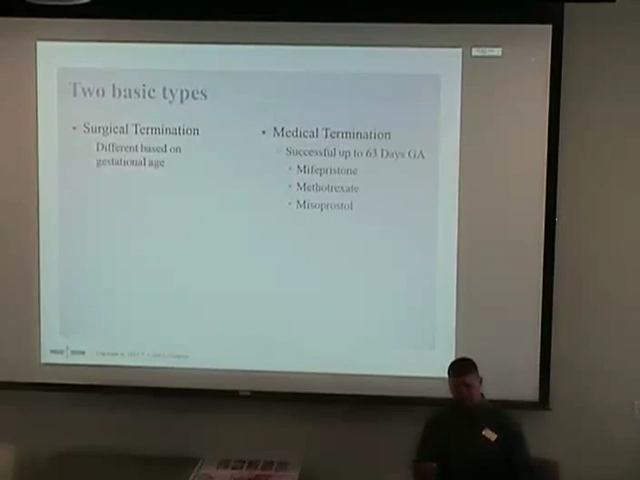 Two basic types
• Surgical Termination
Different based on
gestational age
• Medical Termination
Successful up to 63 Days GA
• Mifepristone
• Methotrexate
• Misoprostol